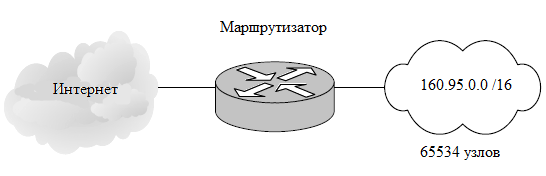 Маршрутизатор
Интернет
160.95.0.0 /16
65534 узлов